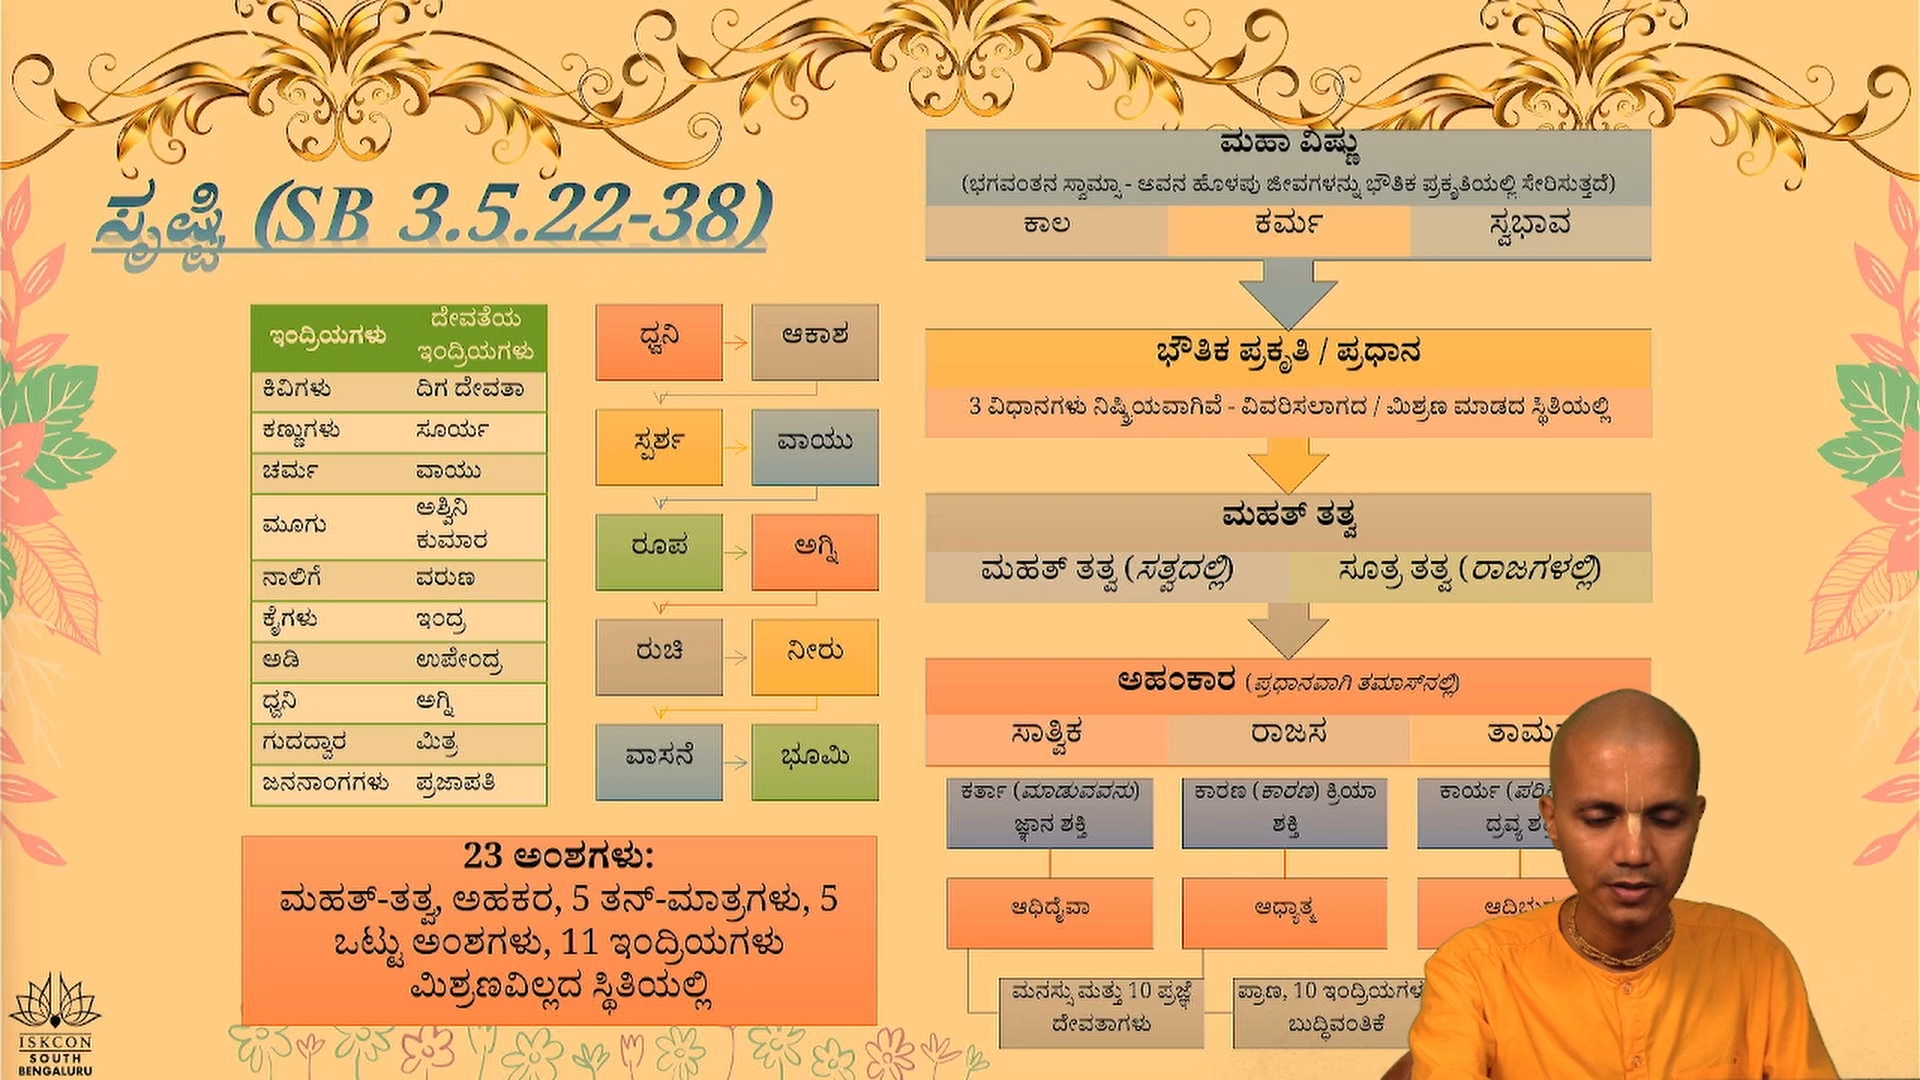 ಸೃಷ್ಟಿ (SB 3.5.22-38)
ಇಂದ್ರಿಯಗಳು
ದೇವತೆಯ
ಇಂದ್ರಿಯಗಳು
ಕಿವಿಗಳು ದಿಗ ದೇವತಾ
ಕಣ್ಣುಗಳು ಸೂರ್ಯ
ಚರ್ಮ ವಾಯು
ಮೂಗು
ಅಶ್ವಿನಿ
ಕುಮಾರ
ನಾಲಿಗೆ ವರುಣ
ಕೈಗಳು ಇಂದ್ರ
ಅಡಿ ಉಪೇಂದ್ರ
ಧ್ವನಿ ಅಗ್ನಿ
ಗುದದ್ವಾರ ಮಿತ್ರ
ಜನನಾಂಗಗಳು ಪ್ರಜಾಪತಿ
ಧ್ವನಿ ಆಕಾಶ
ಸ್ಪರ್ಶ ವಾಯು
ರೂಪ ಅಗ್ನಿ
ರುಚಿ ನೀರು
ವಾಸನೆ ಭೂಮಿ
23 ಅಂಶಗಳು:
ಮಹತ್-ತತ್ವ, ಅಹಕರ, 5 ತನ್-ಮಾತ್ರಗಳು, 5
ಒಟ್ಟು ಅಂಶಗಳು, 11 ಇಂದ್ರಿಯಗಳು
ಮಿಶ್ರಣವಿಲ್ಲದ ಸ್ಥಿತಿಯಲ್ಲಿ
ಮಹಾ ವಿಷ್ಣು
(ಭಗವಂತನ ಸ್ವಾಮ್ಸಾ - ಅವನ ಹೊಳಪು ಜೀವಗಳನ್ನು ಭೌತಿಕ ಪ್ರಕೃತಿಯಲ್ಲಿ ಸೇರಿಸುತ್ತದೆ)
ಕಾಲ ಕರ್ಮ ಸ್ವಭಾವ
ಭೌತಿಕ ಪ್ರಕೃತಿ / ಪ್ರಧಾನ
3 ವಿಧಾನಗಳು ನಿಷ್ಕ್ರಿಯವಾಗಿವೆ - ವಿವರಿಸಲಾಗದ / ಮಿಶ್ರಣ ಮಾಡದ ಸ್ಥಿತಿಯಲ್ಲಿ
ಮಹತ್ ತತ್ವ
ಮಹತ್ ತತ್ವ (ಸತ್ವದಲ್ಲಿ) ಸೂತ್ರ ತತ್ವ (ರಾಜಗಳಲ್ಲಿ)
ಅಹಂಕಾರ (ಪ್ರಧಾನವಾಗಿ ತಮಾಸ್‌ನಲ್ಲಿ)
ಸಾತ್ವಿಕ ರಾಜಸ
ಕರ್ತಾ (ಮಾಡುವವನು)
ಜ್ಞಾನ ಶಕ್ತಿ
ಕಾರಣ (ಕಾರಣ) ಕ್ರಿಯಾ
ಶಕ್ತಿ
ಕಾರ್ಯ
ದ್ರವ್ಯ
ಆಧಿದೈವಾ ಆಧ್ಯಾತ್ಮ
ಮನಸ್ಸು ಮತ್ತು 10 ಪ್ರಜ್ಞೆ
ದೇವತಾಗಳು
ಪ್ರಾಣ, 10
ಬುದ್ಧಿವಂತಿಕೆ
ISKCON
SOUTH
BENGALURU